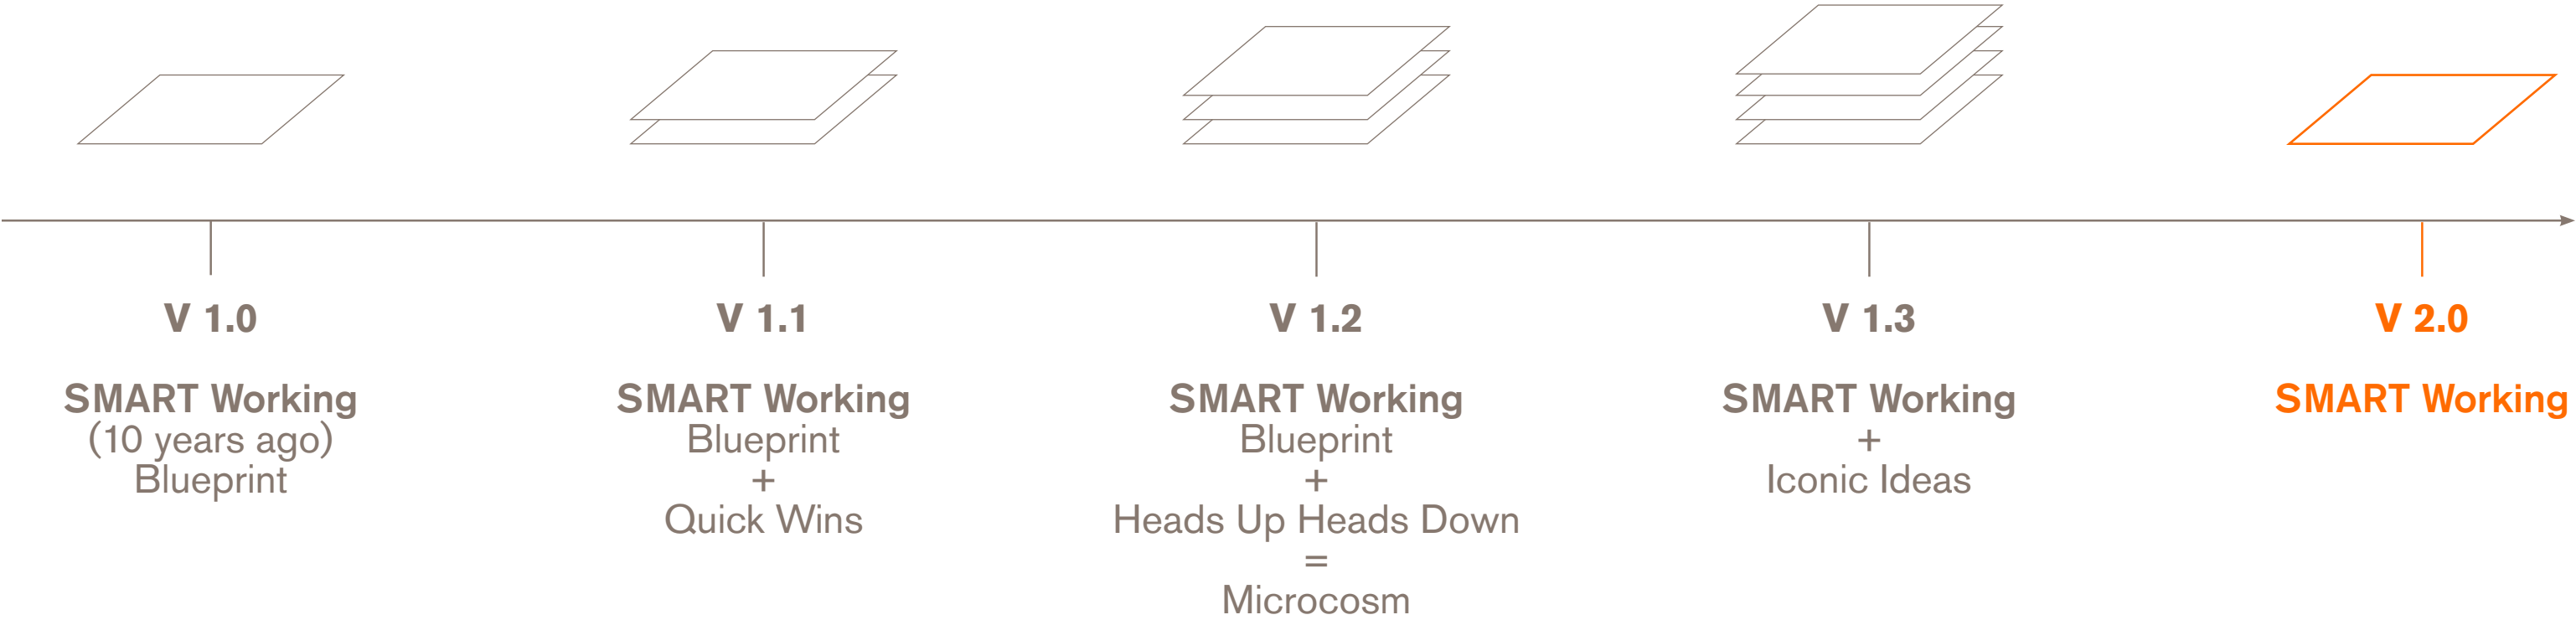 V 1.0
SMART Working
(10 years ago)
Blueprint
V 1.1
SMART Working
Blueprint
+
Quick Wins
V 1.2
SMART Working
Blueprint
+
Heads Up Heads Down
=
Microcosm
V 1.3
SMART Working
+
Iconic Ideas
V 2.0
SMART Working